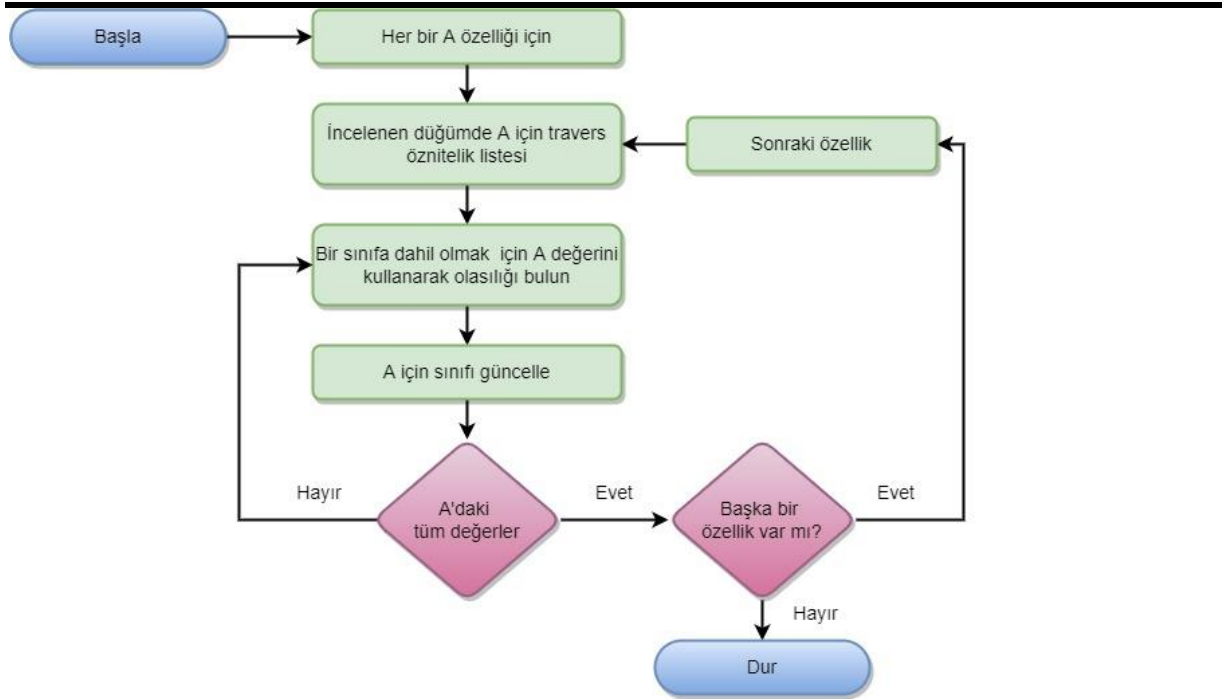 Başla
Her bir A özelliği için
İncelenen düğümde A için travers
öznitelik listesi
Sonraki özellik
Bir sınıfa dahil olmak için A değerini
kullanarak olasılığı bulun
A için sınıfı güncelle
Hayır
A'daki
tüm değerler
Evet
Başka bir
özellik var mı?
Evet
Hayır
Dur